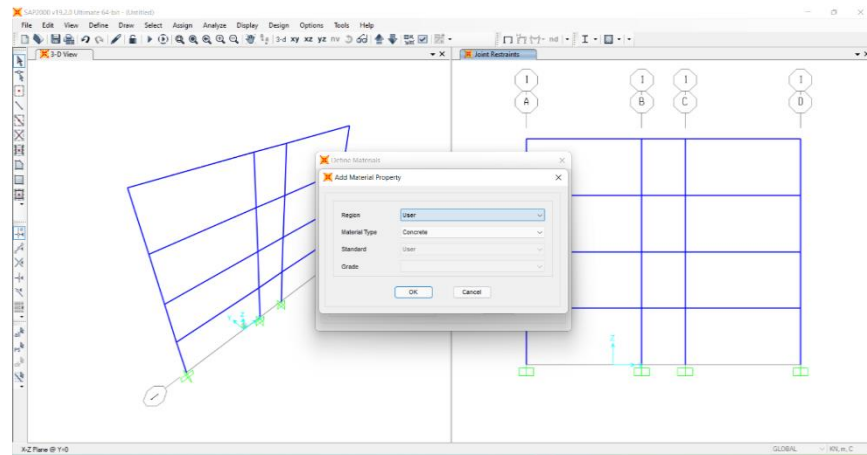 SAP2000 v19.2.0 Ultimate 64-bit - (Untitled)
File Edit View Define Draw Select Assign Analyze Display Design Options Tools Help
3-d xy xz yz nv
nd
3-D View
Joint Restraints
1 1 1 1
A B C D
Define Materials
Add Material Property
Region User
Material Type Concrete
Standard User
Grade
OK Cancel
X-Z Plane @ Y=0
GLOBAL KN, m, C